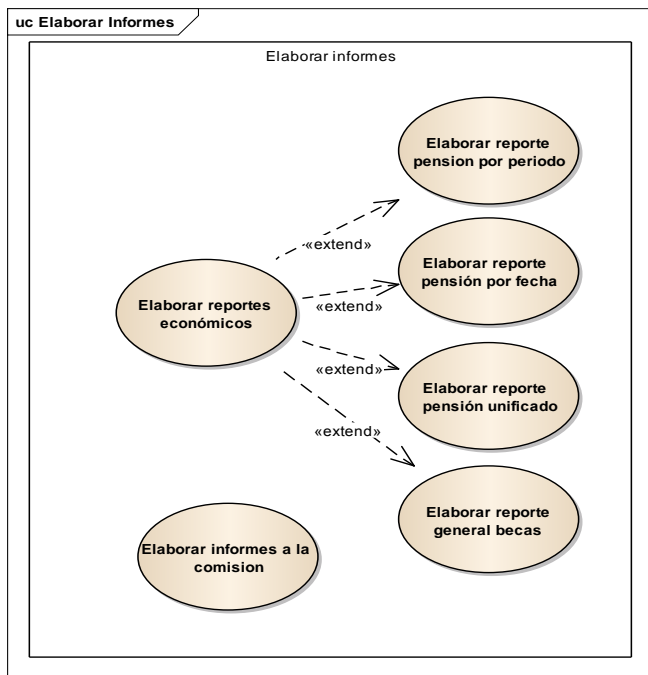 uc Elaborar Informes
Elaborar informes
Elaborar reporte
pension por periodo
«extend»
Elaborar reporte
pensión por fecha
Elaborar reportes
económicos
«extend»
«extend»
Elaborar reporte
pensión unificado
«extend»
Elaborar reporte
general becas
Elaborar informes a la
comision